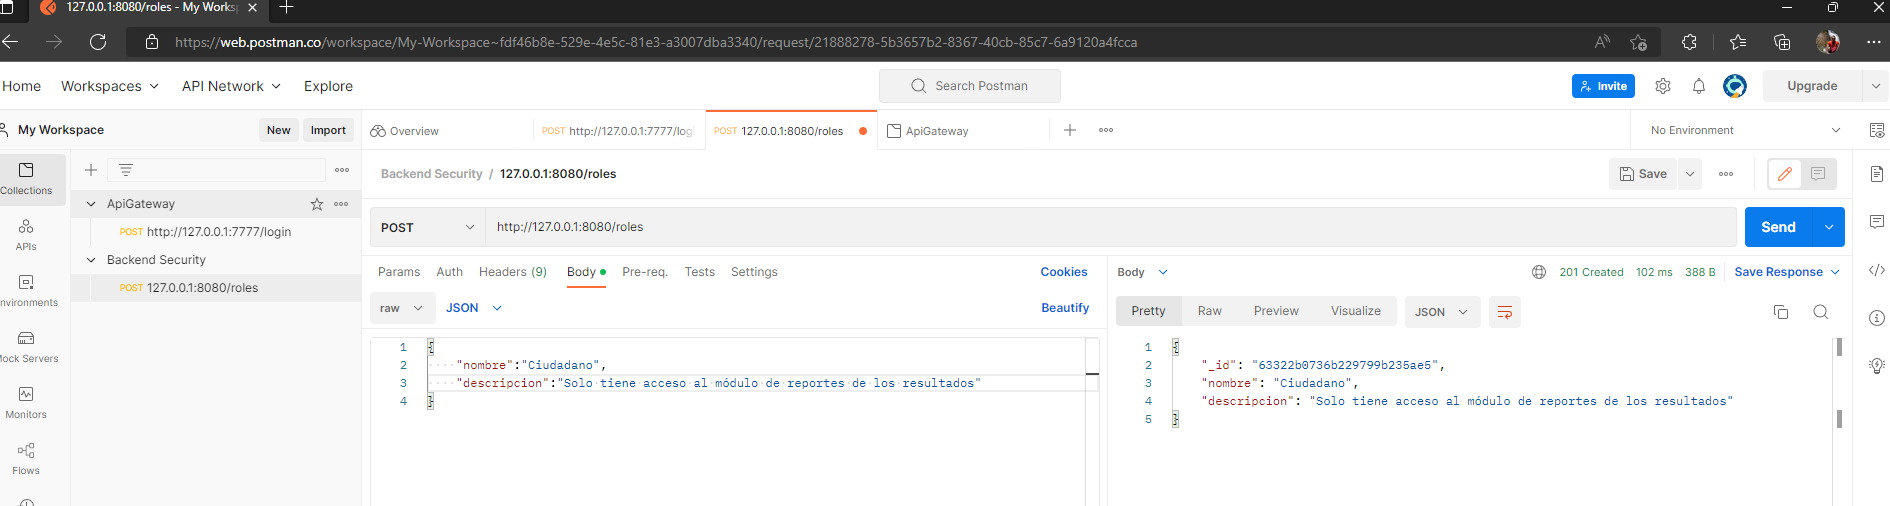 127.0.0.1:8080/roles - My Works
https://web.postman.co/workspace/My-Workspace~fdf46b8e-529e-4e5c-81e3-a3007dba3340/request/21888278-5b3657b2-8367-40cb-85c7-6a9120a4fcca
Home Workspaces API Network Explore
Search Postman
Invite
Upgrade
My Workspace New Import
Overview
POST http://127.0.0.1:7777/log
POST 127.0.0.1:8080/roles
ApiGateway
No Environment
Collections
APIs
nvironments
Mock Servers
Monitors
Flows
ApiGateway
POST http://127.0.0.1:7777/login
Backend Security
POST 127.0.0.1:8080/roles
Backend Security / 127.0.0.1:8080/roles
Save
POST http://127.0.0.1:8080/roles
Send
Params Auth Headers (9) Body Pre-req. Tests Settings Cookies
raw JSON Beautify
1 {
2 "nombre":"Ciudadano",
3 "descripcion":"Solo tiene acceso al módulo de reportes de los resultados"
4 }
Body
201 Created 102 ms 388 B Save Response
Pretty Raw Preview Visualize JSON
1 {
2 "_id": "63322b0736b229799b235ae5",
3 "nombre": "Ciudadano",
4 "descripcion": "Solo tiene acceso al módulo de reportes de los resultados"
5 }